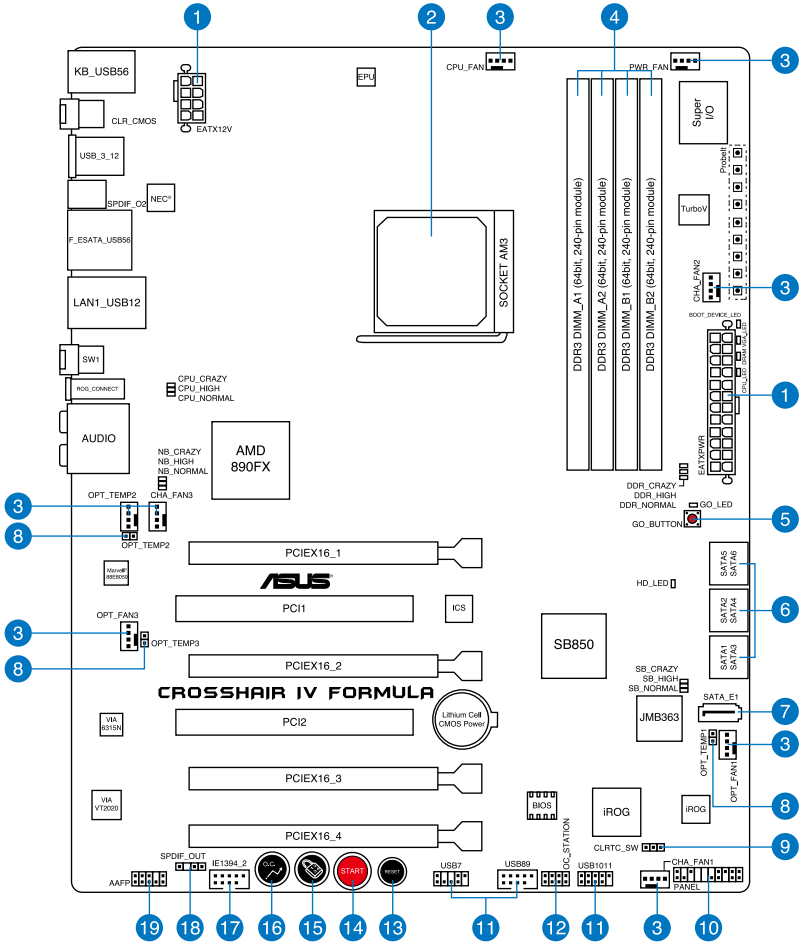 1
2
3
4
3
KB_USB56
CPU_FAN
PWR_FAN
EPU
Super
I/O
CLR_CMOS
EATX12V
USB_3_12
ProbeIt
SPDIF_O2
NEC®
TurboV
F_ESATA_USB56
DDR3 DIMM_A1 (64bit, 240-pin module)
DDR3 DIMM_A2 (64bit, 240-pin module)
DDR3 DIMM_B1 (64bit, 240-pin module)
DDR3 DIMM_B2 (64bit, 240-pin module)
SOCKET AM3
CHA_FAN2
3
LAN1_USB12
BOOT_DEVICE_LED
VGA_LED
DRAM
CPU_LED
SW1
ROG_CONNECT
CPU_CRAZY
CPU_HIGH
CPU_NORMAL
1
EATXPWR
AUDIO
AMD
890FX
NB_CRAZY
NB_HIGH
NB_NORMAL
DDR_CRAZY
DDR_HIGH
DDR_NORMAL
OPT_TEMP2
CHA_FAN3
3
GO_LED
GO_BUTTON
5
8
OPT_TEMP2
PCIEX16_1
SATA5
SATA6
Marvell®
88E8059
ASUS
HD_LED
PCI1
ICS
SATA2
SATA4
6
OPT_FAN3
3
OPT_TEMP3
8
SB850
SATA1
SATA3
PCIEX16_2
SB_CRAZY
SB_HIGH
SB_NORMAL
CROSSHAIR IV FORMULA
SATA_E1
7
VIA
6315N
PCI2
Lithium Cell
CMOS Power
JMB363
OPT_TEMP1
OPT_FAN1
3
PCIEX16_3
8
VIA
VT2020
BIOS
iROG
iROG
PCIEX16_4
CLRTC_SW
9
SPDIF_OUT
IE1394_2
O.C.
START
RESET
USB7
USB89
OC_STATION
USB1011
CHA_FAN1
PANEL
AAFP
19
18
17
16
15
14
13
11
12
11
3
10